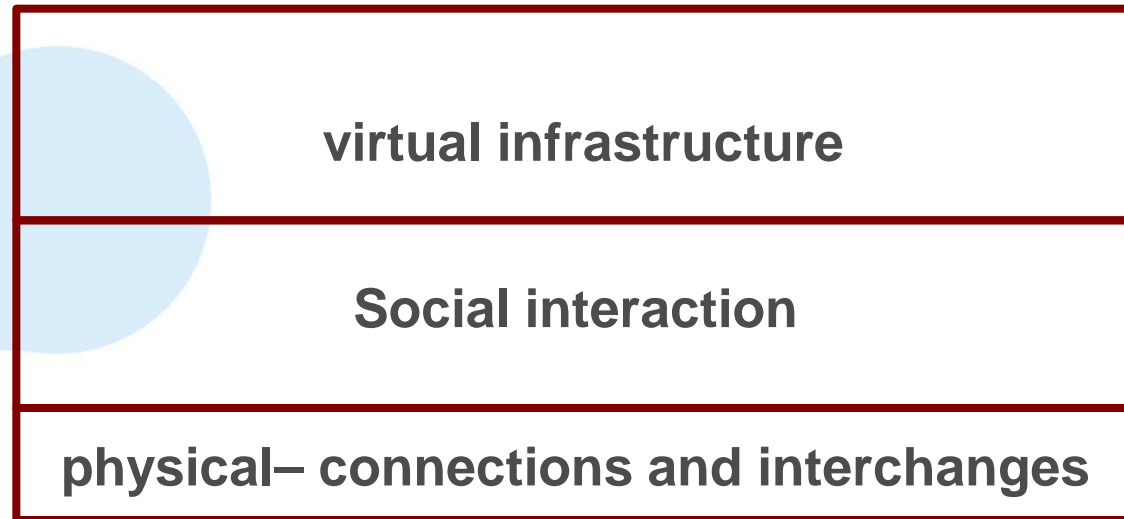 virtual infrastructure
Social interaction
physical– connections and interchanges